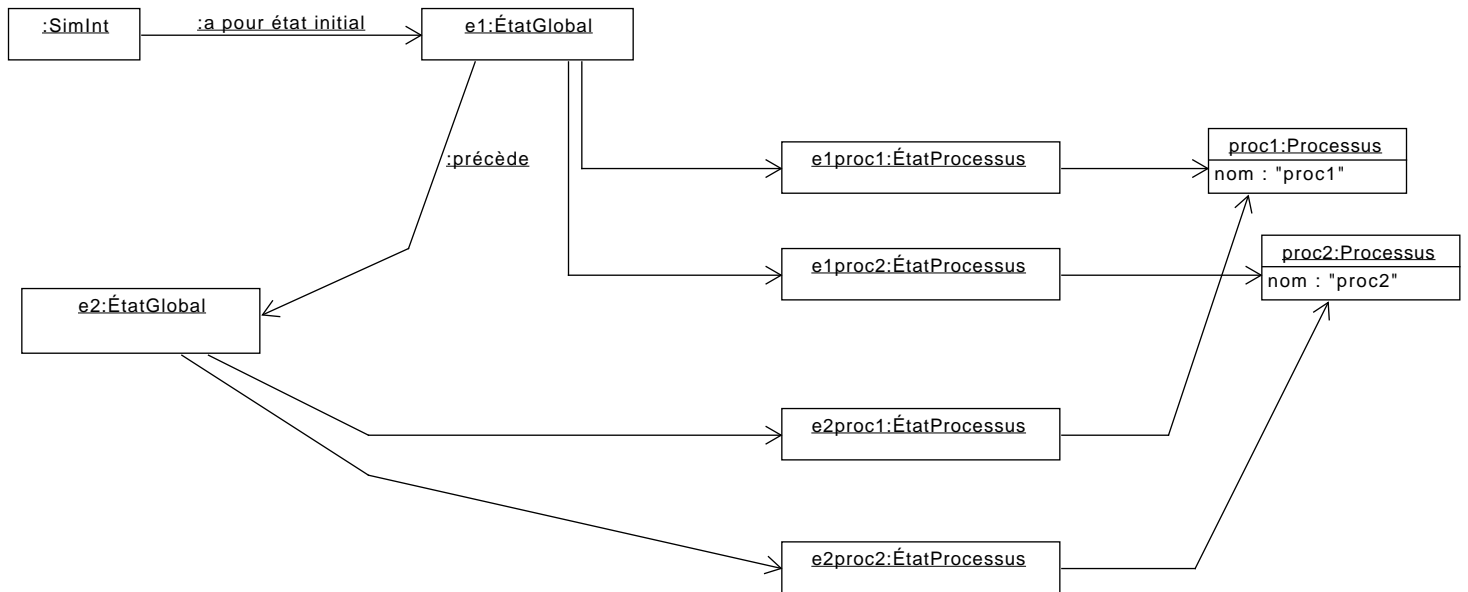 :SimInt
:a pour état initial
e1:ÉtatGlobal
:précède
e1proc1:ÉtatProcessus
proc1:Processus
nom : "proc1"
e1proc2:ÉtatProcessus
proc2:Processus
nom : "proc2"
e2:ÉtatGlobal
e2proc1:ÉtatProcessus
e2proc2:ÉtatProcessus